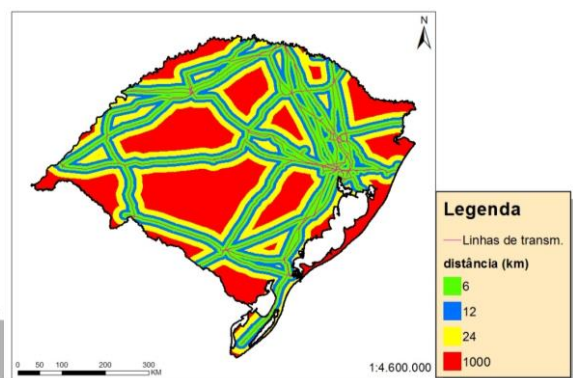 N
Legenda
Linhas de transm.
distância (km)
6
12
24
1000
0 50 100 200 300
KM
1:4.600.000